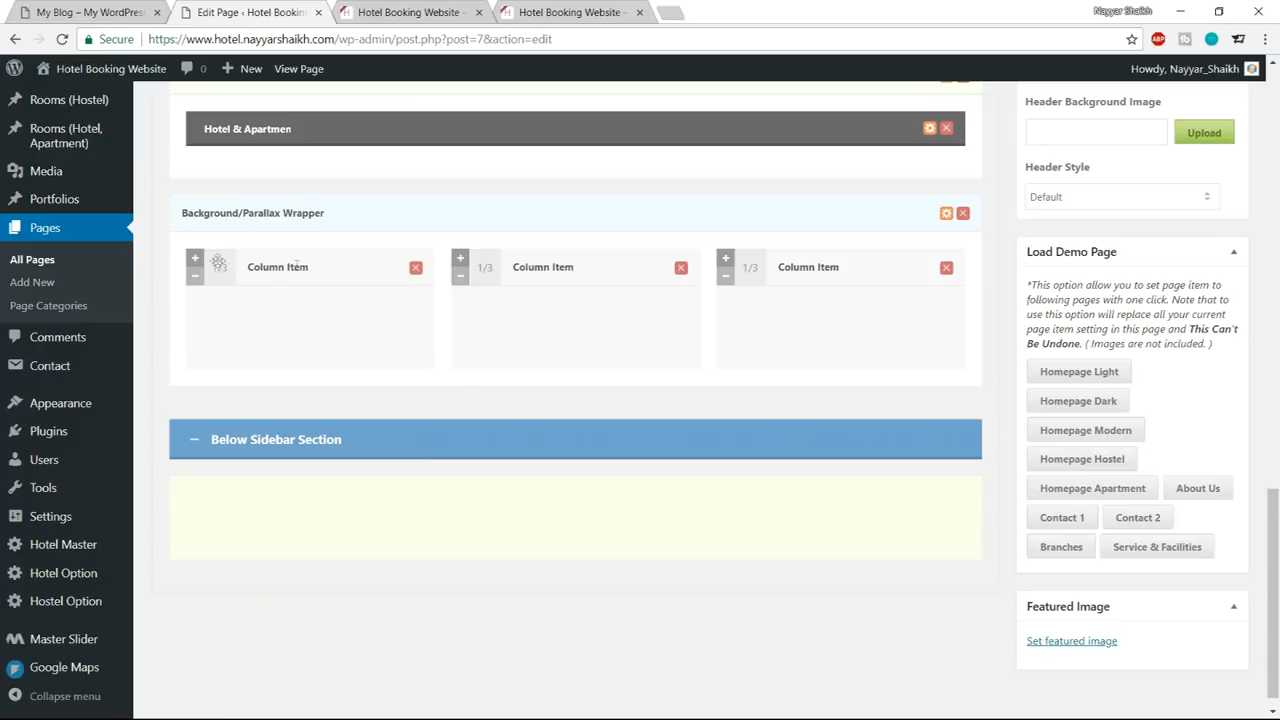 My Blog – My WordPress
Edit Page ‹ Hotel Bookin
Hotel Booking Website –
Hotel Booking Website –
Nayyar Shaikh
Secure
https://www.hotel.nayyarshaikh.com/wp-admin/post.php?post=7&action=edit
ABP
Hotel Booking Website
0
New
View Page
Howdy, Nayyar_Shaikh
Rooms (Hostel)
Rooms (Hotel,
Apartment)
Media
Portfolios
Pages
All Pages
Add New
Page Categories
Comments
Contact
Appearance
Plugins
Users
Tools
Settings
Hotel Master
Hotel Option
Hostel Option
Master Slider
Google Maps
Collapse menu
Hotel & Apartmen
Background/Parallax Wrapper
1/3 Column Item
1/3 Column Item
1/3 Column Item
Below Sidebar Section
Header Background Image
Upload
Header Style
Default
Load Demo Page
*This option allow you to set page item to
following pages with one click. Note that to
use this option will replace all your current
page item setting in this page and This Can't
Be Undone. ( Images are not included. )
Homepage Light
Homepage Dark
Homepage Modern
Homepage Hostel
Homepage Apartment
About Us
Contact 1
Contact 2
Branches
Service & Facilities
Featured Image
Set featured image